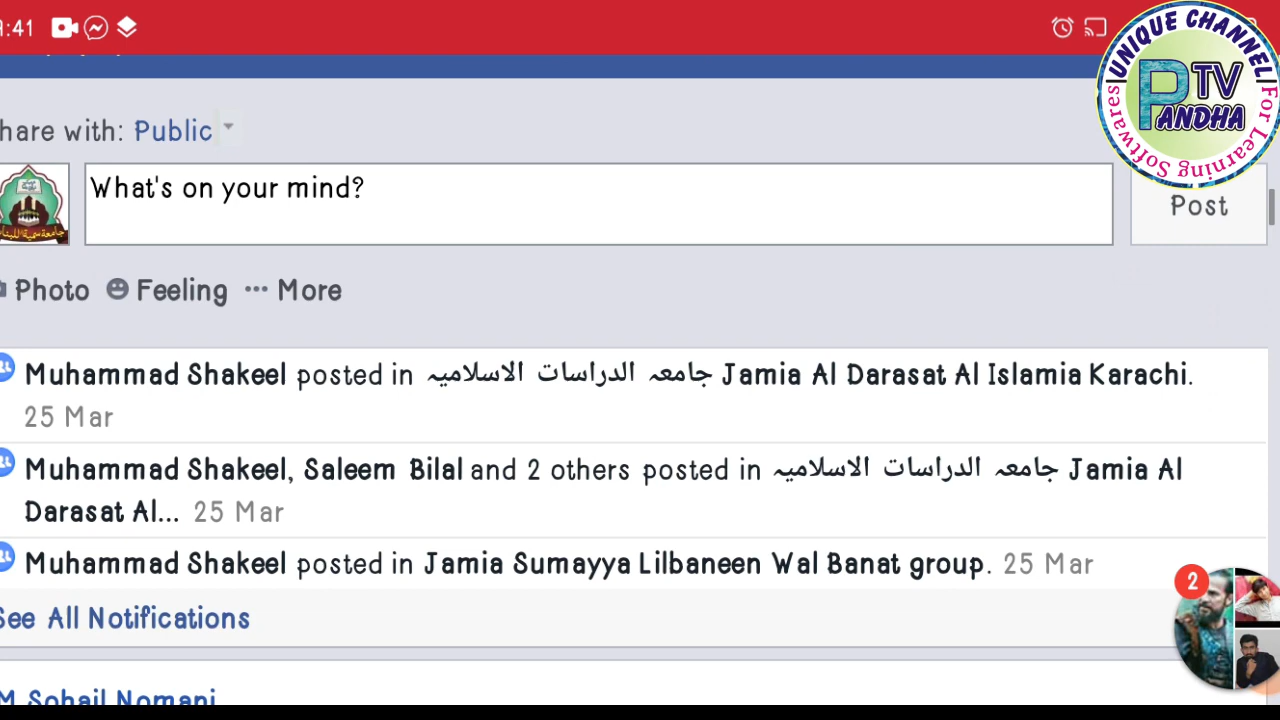 :41
UNIQUE CHANNEL
PTV
PANDHA
For Learning Softwares
hare with: Public
What's on your mind?
Post
Photo Feeling ... More
Muhammad Shakeel posted in جامعہ الدراسات الاسلامیہ Jamia Al Darasat Al Islamia Karachi.
25 Mar
Muhammad Shakeel, Saleem Bilal and 2 others posted in جامعہ الدراسات الاسلامیہ Jamia Al
Darasat Al... 25 Mar
Muhammad Shakeel posted in Jamia Sumayya Lilbaneen Wal Banat group. 25 Mar
2
See All Notifications
M Sohail Nomani